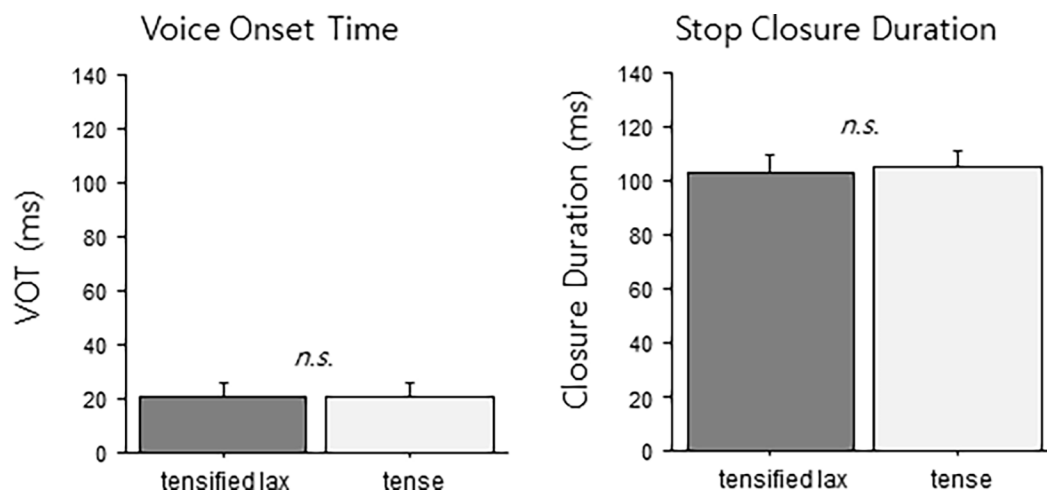 Voice Onset Time
VOT (ms)
140
120
100
80
60
40
20
0
n.s.
tensified lax
tense
Stop Closure Duration
Closure Duration (ms)
140
120
100
80
60
40
20
0
n.s.
tensified lax
tense